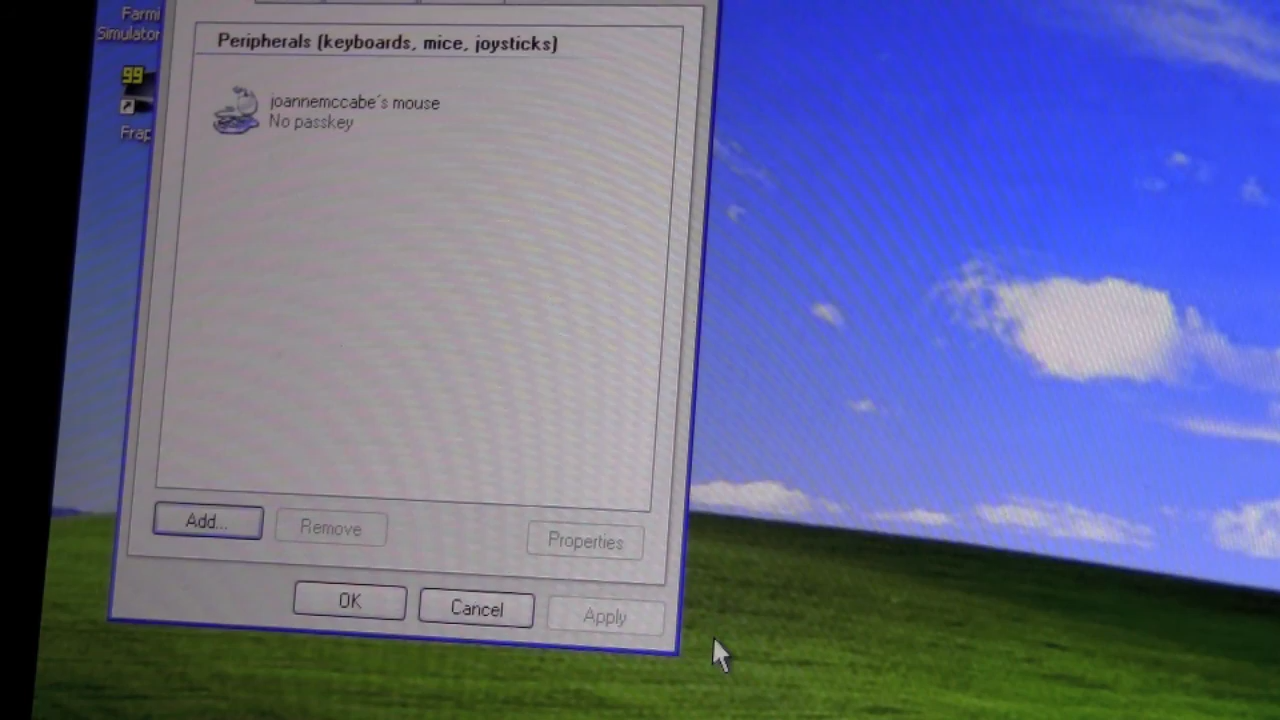 Farmi
Simulator
99
Frap
Peripherals (keyboards, mice, joysticks)
joannemccabe's mouse
No passkey
Add...
Remove
Properties
OK
Cancel
Apply